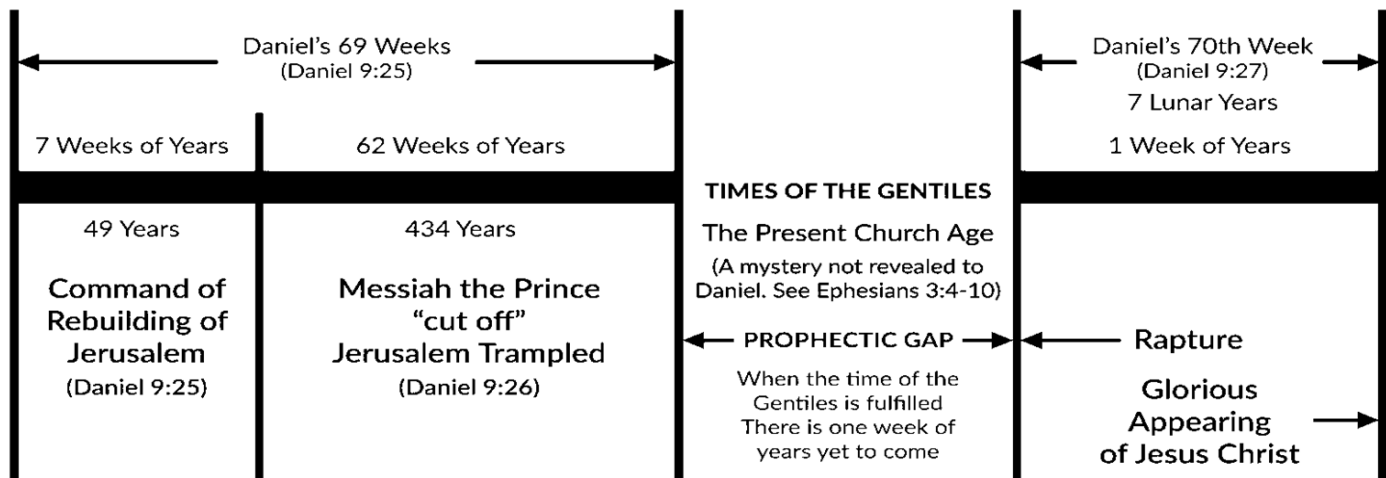 Daniel’s 69 Weeks
(Daniel 9:25)
7 Weeks of Years
62 Weeks of Years
49 Years
434 Years
Command of
Rebuilding of
Jerusalem
(Daniel 9:25)
Messiah the Prince
“cut off”
Jerusalem Trampled
(Daniel 9:26)
TIMES OF THE GENTILES
The Present Church Age
(A mystery not revealed to
Daniel. See Ephesians 3:4-10)
PROPHECTIC GAP
When the time of the
Gentiles is fulfilled
There is one week of
years yet to come
Daniel’s 70th Week
(Daniel 9:27)
7 Lunar Years
1 Week of Years
Rapture
Glorious
Appearing
of Jesus Christ